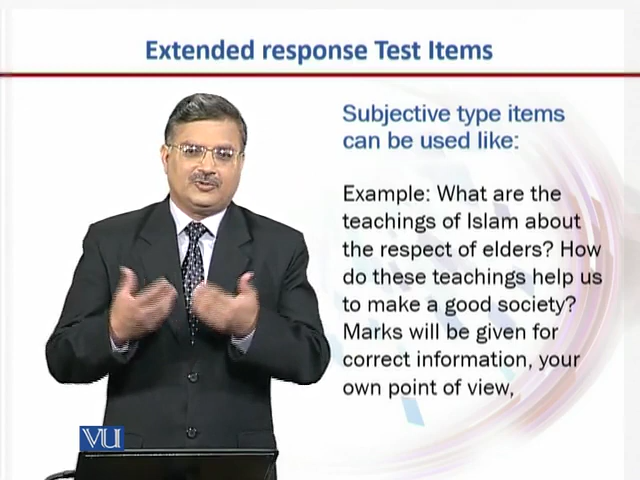 Extended response Test Items
Subjective type items
can be used like:
Example: What are the
teachings of Islam about
the respect of elders? How
do these teachings help us
to make a good society?
Marks will be given for
correct information, your
own point of view,
VU